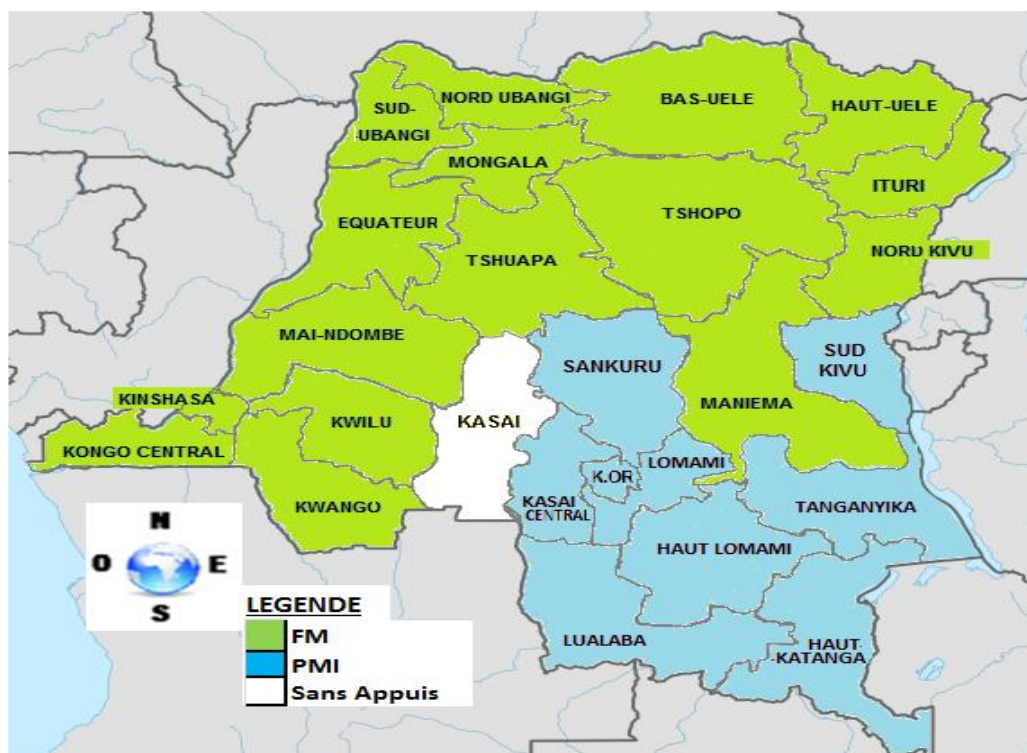 NORD UBANGI
BAS-UELE
HAUT-UELE
SUD-
UBANGI
MONGALA
ITURI
EQUATEUR
TSHOPO
TSHUAPA
NORD KIVU
MAI-NDOMBE
SANKURU
SUD
KIVU
KINSHASA
KWILU
KASAI
MANIEMA
KONGO CENTRAL
LOMAMI
K.OR
KASAI
CENTRAL
KWANGO
TANGANYIKA
HAUT LOMAMI
LUALABA
HAUT
KATANGA
N
O E
S
LEGENDE
FM
PMI
Sans Appuis